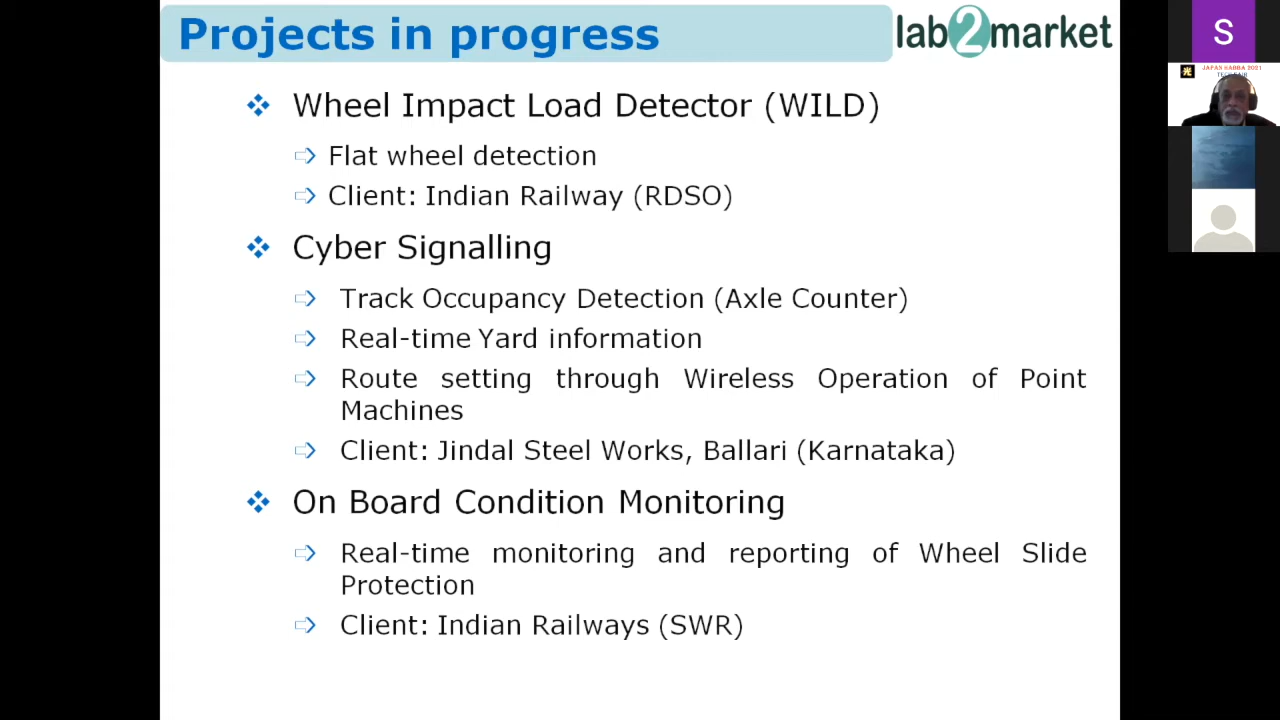 Projects in progress
lab2market
Wheel Impact Load Detector (WILD)
Flat wheel detection
Client: Indian Railway (RDSO)
Cyber Signalling
Track Occupancy Detection (Axle Counter)
Real-time Yard information
Route setting through Wireless Operation of Point
Machines
Client: Jindal Steel Works, Ballari (Karnataka)
On Board Condition Monitoring
Real-time monitoring and reporting of Wheel Slide
Protection
Client: Indian Railways (SWR)
S
JAPAN HABBA 2021